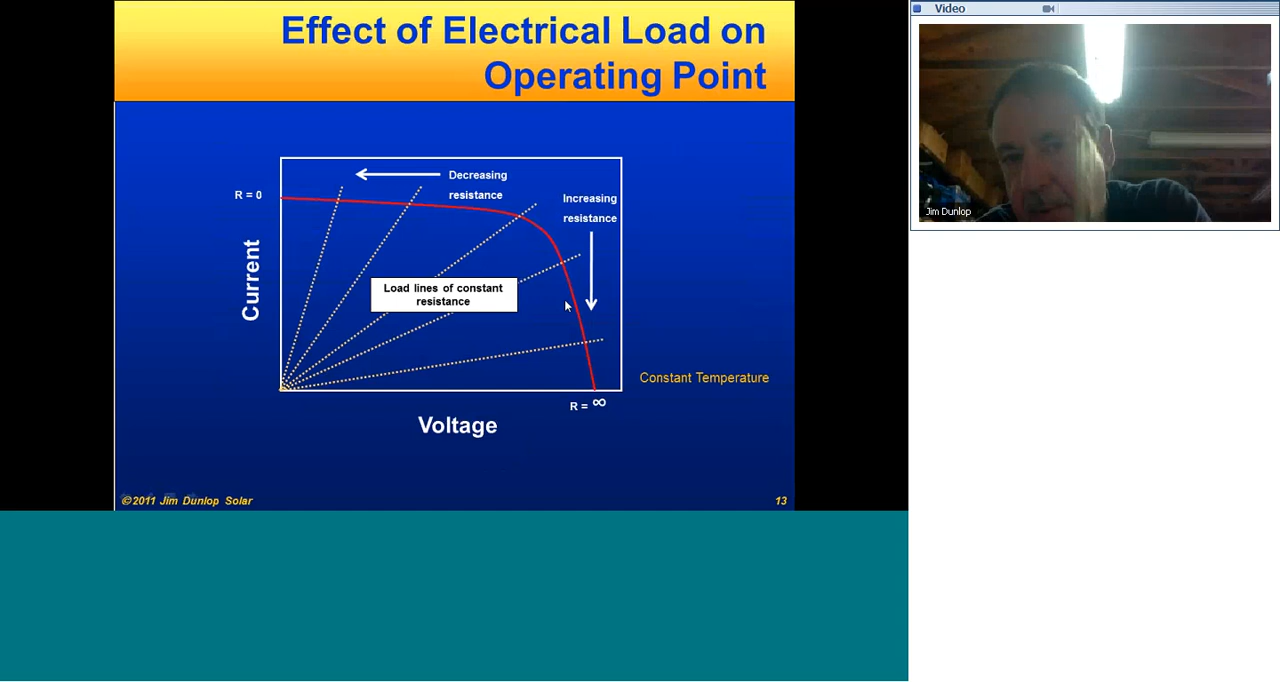 Effect of Electrical Load on
Operating Point
Video
Jim Dunlop
Decreasing
resistance
R = 0
Increasing
resistance
Current
Load lines of constant
resistance
Constant Temperature
R = ∞
Voltage
©2011 Jim Dunlop Solar
13